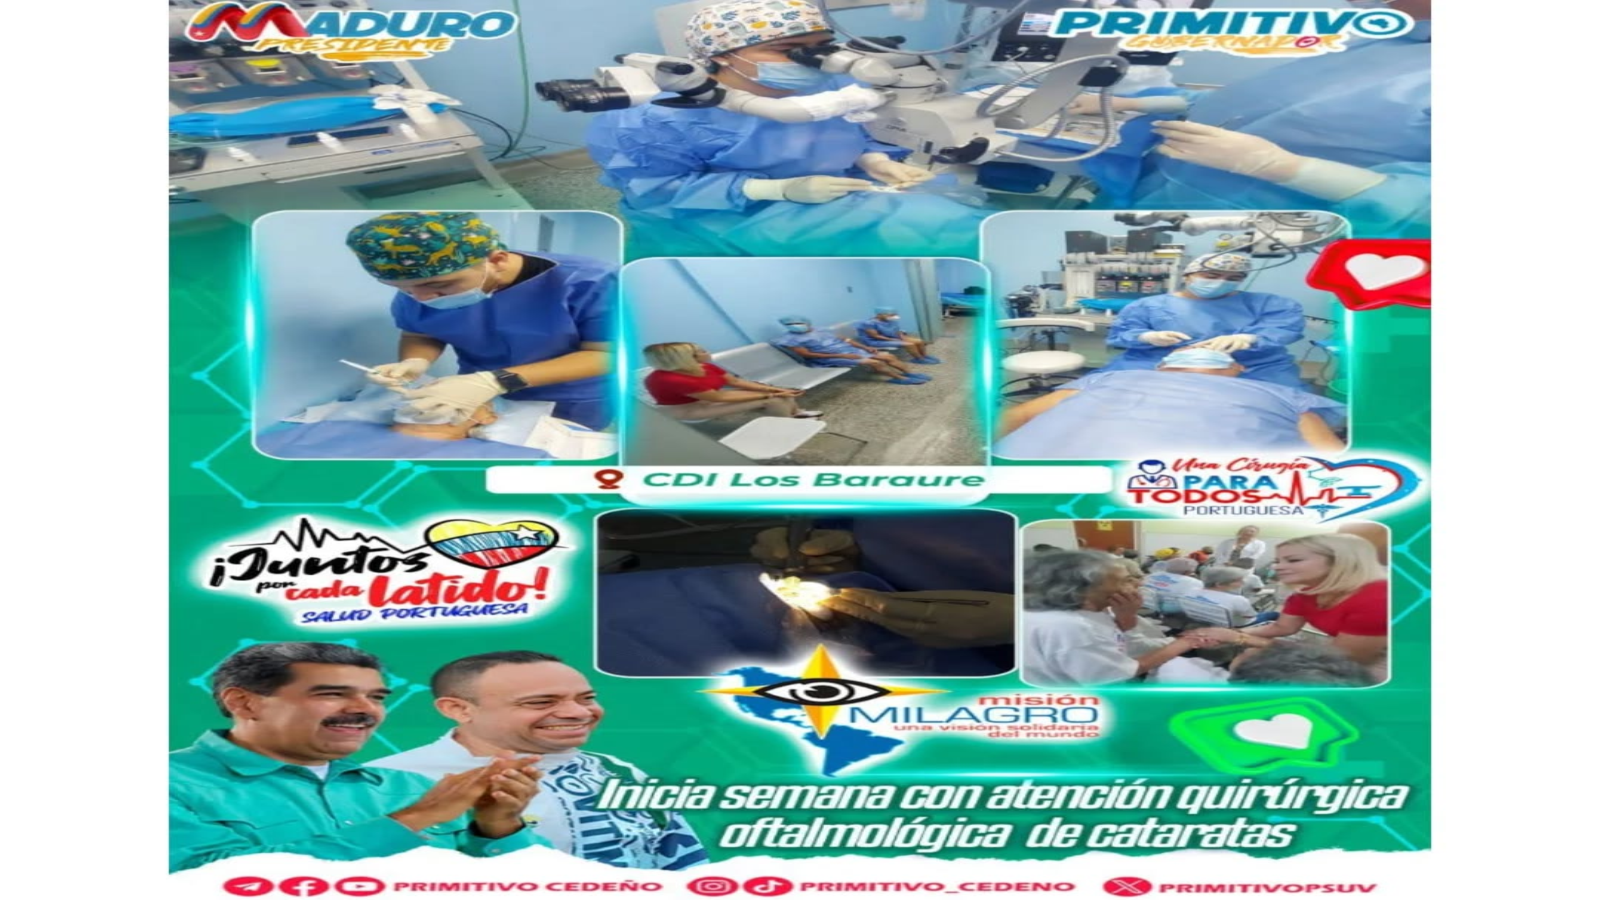 MADURO
PRESIDENTE
PRIMITIVO
GOBERNADOR
CDI Los Baraure
Una Cirugía
PARA
TODOS
PORTUGUESA
¡Juntos
por cada latido!
SALUD PORTUGUESA
misión
MILAGRO
una visión solidaria
del mundo
Inicia semana con atención quirúrgica
oftalmológica de cataratas
PRIMITIVO CEDEÑO
PRIMITIVO_CEDENO
PRIMITIVOPSUV